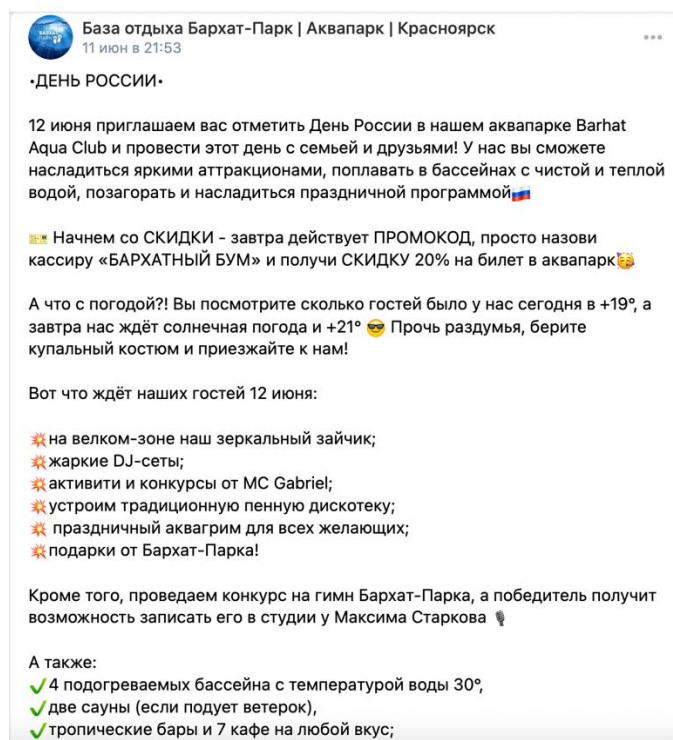 База отдыха Бархат-Парк | Аквапарк | Красноярск
11 июн в 21:53
•ДЕНЬ РОССИИ•
12 июня приглашаем вас отметить День России в нашем аквапарке Barhat
Aqua Club и провести этот день с семьей и друзьями! У нас вы сможете
насладиться яркими аттракционами, поплавать в бассейнах с чистой и теплой
водой, позагорать и насладиться праздничной программой🇷🇺
🎫 Начнем со СКИДКИ - завтра действует ПРОМОКОД, просто назови
кассиру «БАРХАТНЫЙ БУМ» и получи СКИДКУ 20% на билет в аквапарк🥳
А что с погодой?! Вы посмотрите сколько гостей было у нас сегодня в +19°, а
завтра нас ждёт солнечная погода и +21° 😎 Прочь раздумья, берите
купальный костюм и приезжайте к нам!
Вот что ждёт наших гостей 12 июня:
💥на велком-зоне наш зеркальный зайчик;
💥жаркие DJ-сеты;
💥активити и конкурсы от MC Gabriel;
💥устроим традиционную пенную дискотеку;
💥 праздничный аквагрим для всех желающих;
💥подарки от Бархат-Парка!
Кроме того, проведаем конкурс на гимн Бархат-Парка, а победитель получит
возможность записать его в студии у Максима Старкова 🎙
А также:
✔4 подогреваемых бассейна с температурой воды 30°,
✔две сауны (если подует ветерок),
✔тропические бары и 7 кафе на любой вкус;